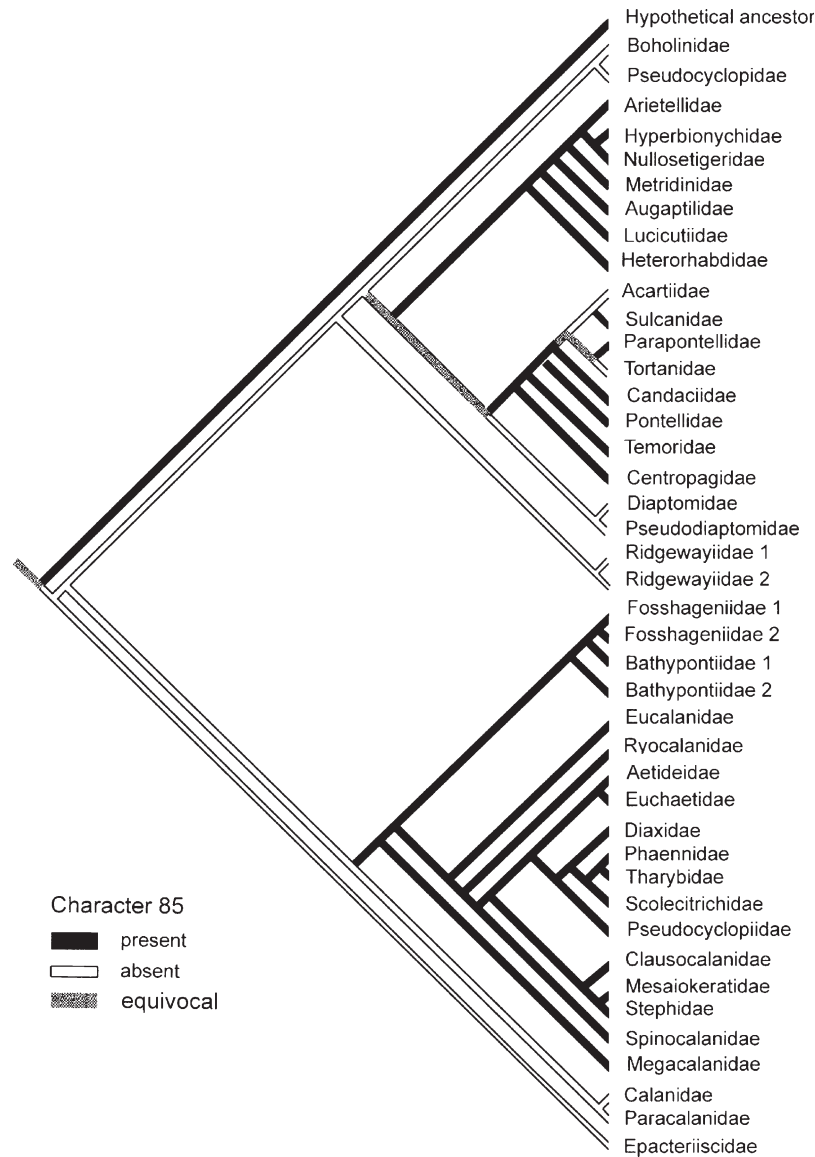 Hypothetical ancestor
Boholinidae
Pseudocyclopidae
Arietellidae
Hyperbionychidae
Nullosetigeridae
Metridinidae
Augaptilidae
Lucicutiidae
Heterorhabdidae
Acartiidae
Sulcanidae
Parapontellidae
Tortanidae
Candaciidae
Pontellidae
Temoridae
Centropagidae
Diaptomidae
Pseudodiaptomidae
Ridgewayiidae 1
Ridgewayiidae 2
Fosshageniidae 1
Fosshageniidae 2
Bathypontiidae 1
Bathypontiidae 2
Eucalanidae
Ryocalanidae
Aetideidae
Euchaetidae
Diaxidae
Phaennidae
Tharybidae
Scolecitrichidae
Pseudocyclopiidae
Clausocalanidae
Mesaiokeratidae
Stephidae
Spinocalanidae
Megacalanidae
Calanidae
Paracalanidae
Epacteriiscidae
Character 85
present
absent
equivocal